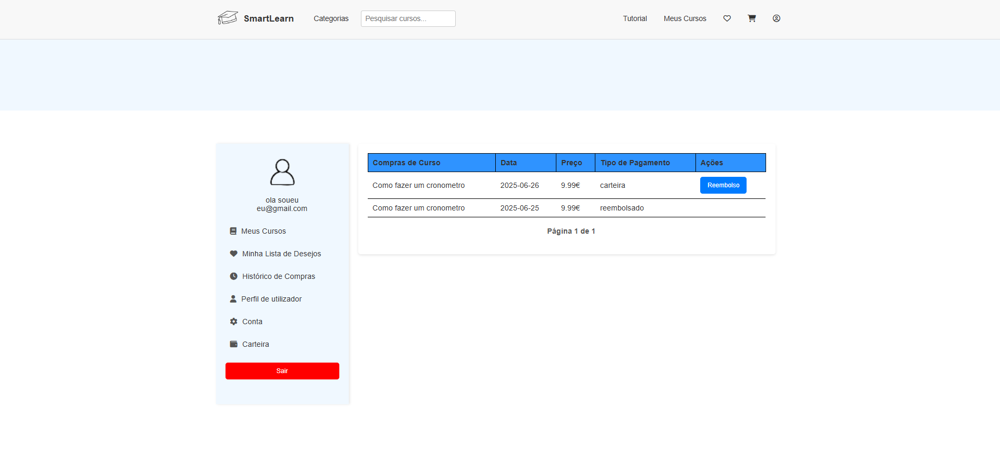 SmartLearn Categorias Pesquisar cursos... Tutorial Meus Cursos
ola soueu
eu@gmail.com
Meus Cursos
Minha Lista de Desejos
Histórico de Compras
Perfil de utilizador
Conta
Carteira
Sair
Compras de Curso Data Preço Tipo de Pagamento Ações
Como fazer um cronometro 2025-06-26 9.99€ carteira Reembolso
Como fazer um cronometro 2025-06-25 9.99€ reembolsado
Página 1 de 1